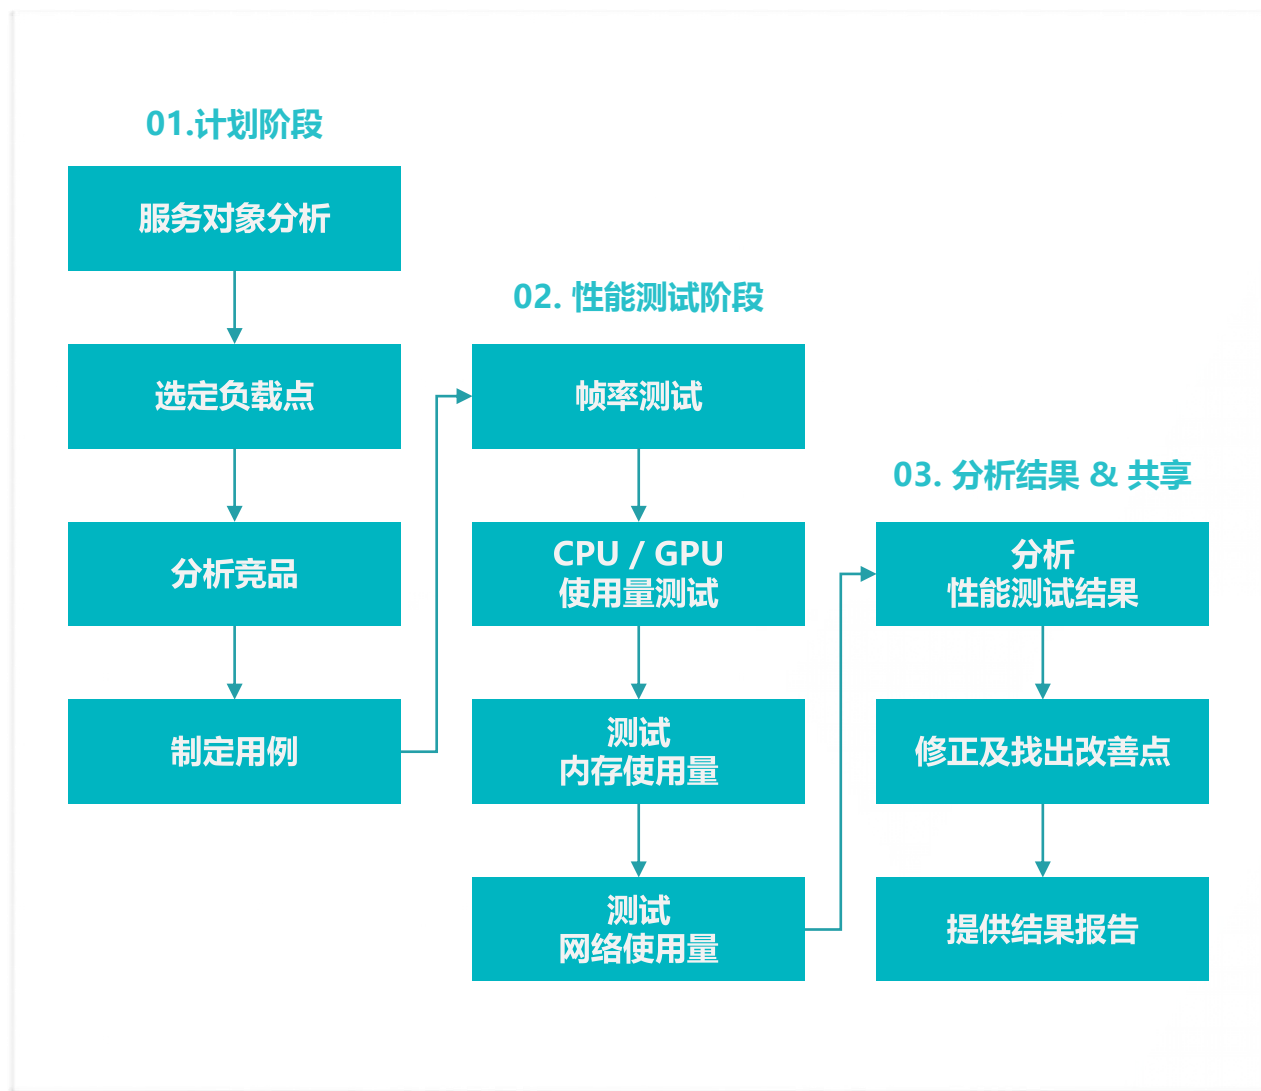 01.计划阶段
服务对象分析
选定负载点
分析竞品
制定用例
02. 性能测试阶段
帧率测试
CPU / GPU
使用量测试
测试
内存使用量
测试
网络使用量
03. 分析结果 & 共享
分析
性能测试结果
修正及找出改善点
提供结果报告